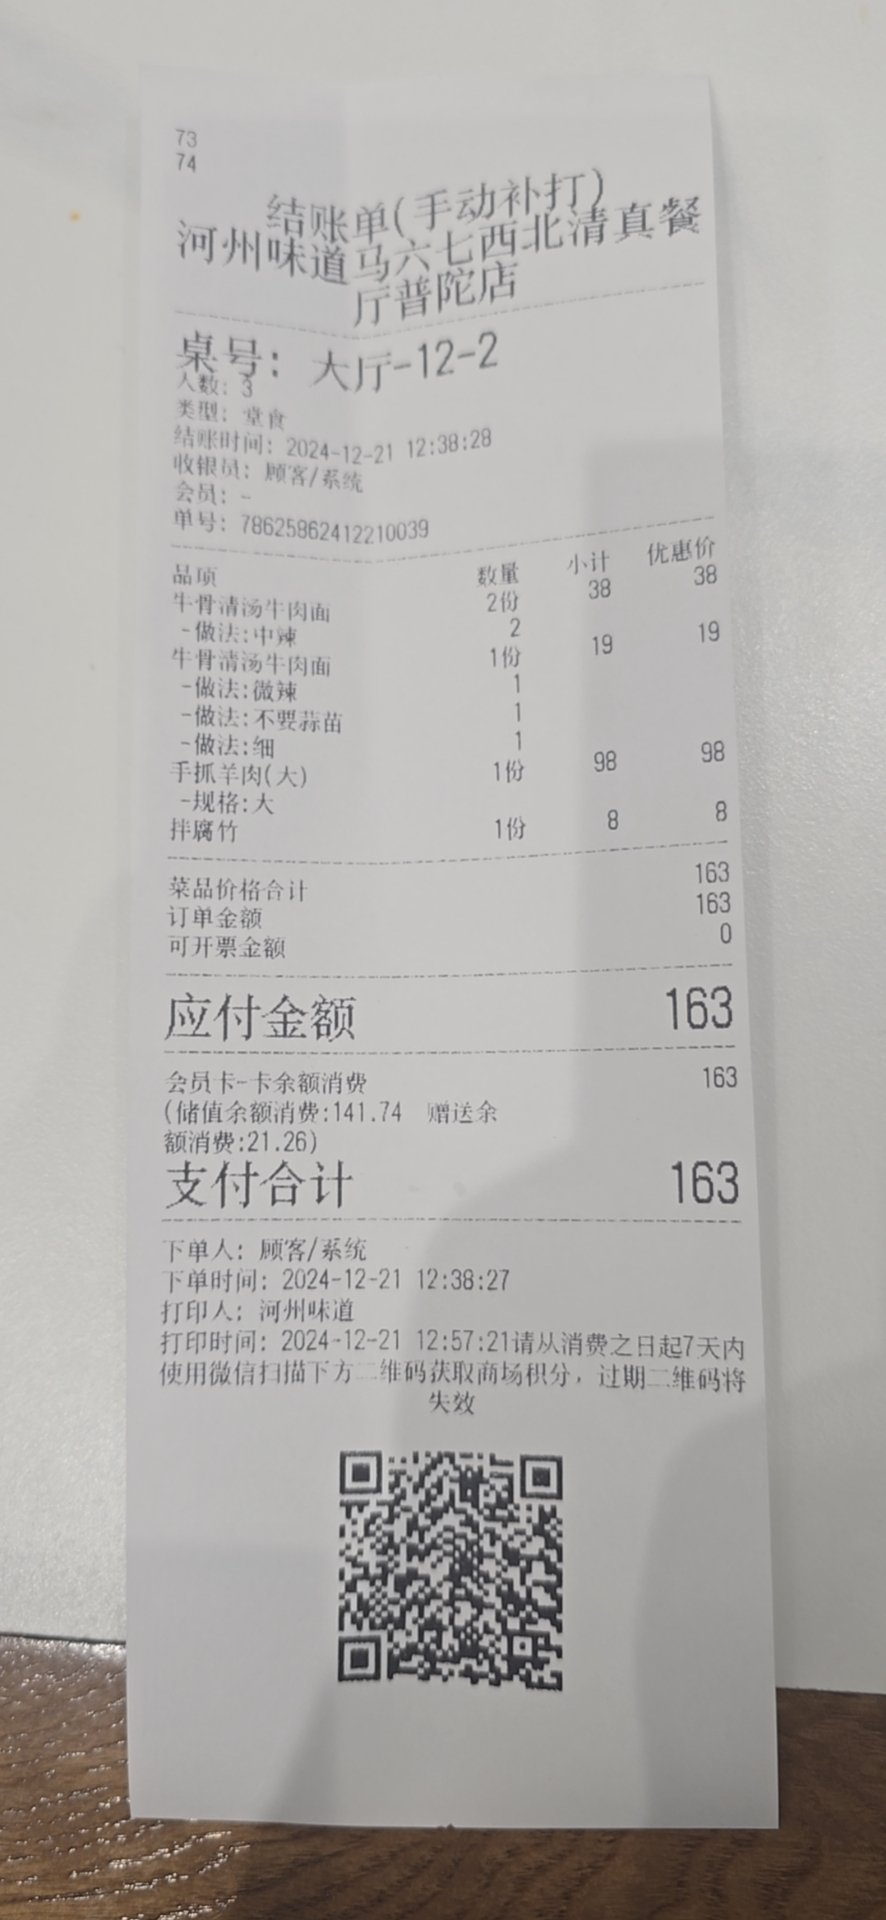 73
74
结账单(手动补打)
河州味道马六七西北清真餐
厅普陀店
桌号: 大厅-12-2
人数: 3
类型: 堂食
结账时间: 2024-12-21 12:38:28
收银员: 顾客/系统
会员: -
单号: 78625862412210039
品项 数量 小计 优惠价
牛骨清汤牛肉面 2份 38 38
-做法:中辣 2
牛骨清汤牛肉面 1份 19 19
-做法:微辣 1
-做法:不要蒜苗 1
-做法:细 1
手抓羊肉(大) 1份 98 98
-规格:大
拌腐竹 1份 8 8
菜品价格合计 163
订单金额 163
可开票金额 0
应付金额 163
会员卡-卡余额消费 163
(储值余额消费:141.74 赠送余
额消费:21.26)
支付合计 163
下单人: 顾客/系统
下单时间: 2024-12-21 12:38:27
打印人: 河州味道
打印时间: 2024-12-21 12:57:21请从消费之日起7天内
使用微信扫描下方二维码获取商场积分，过期二维码将
失效